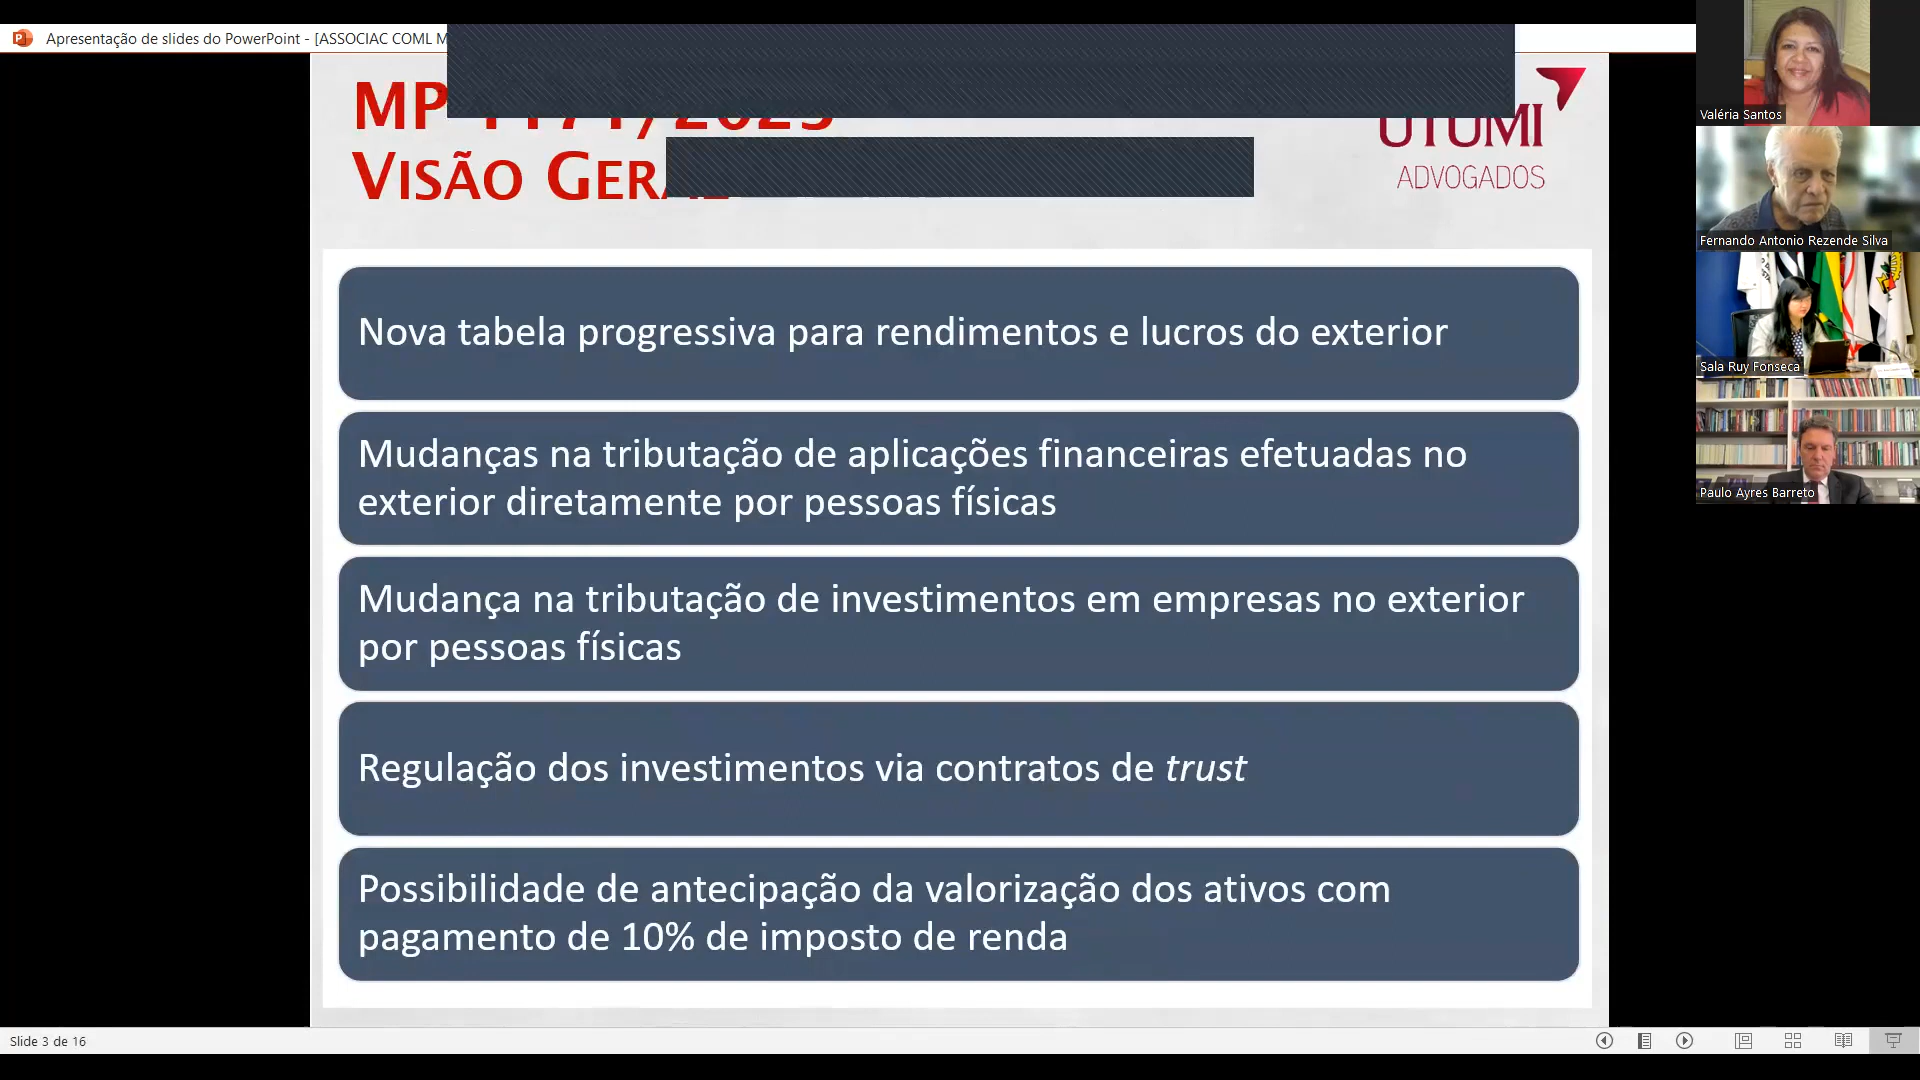 Apresentação de slides do PowerPoint - [ASSOCIAC COML M
MP 1171/2023
VISÃO GERAL
UTUMI
ADVOGADOS
Nova tabela progressiva para rendimentos e lucros do exterior
Mudanças na tributação de aplicações financeiras efetuadas no
exterior diretamente por pessoas físicas
Mudança na tributação de investimentos em empresas no exterior
por pessoas físicas
Regulação dos investimentos via contratos de trust
Possibilidade de antecipação da valorização dos ativos com
pagamento de 10% de imposto de renda
Valéria Santos
Fernando Antonio Rezende Silva
Sala Ruy Fonseca
Paulo Ayres Barreto
Slide 3 de 16